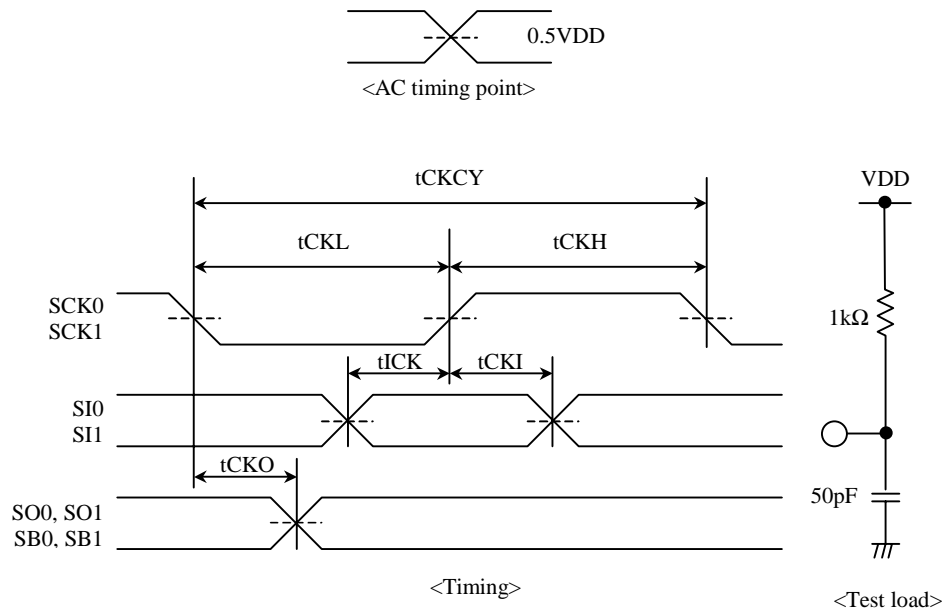 0.5VDD
<AC timing point>
tCKCY
VDD
tCKL
tCKH
SCK0
SCK1
1kΩ
tICK
tCKI
SI0
SI1
tCKO
50pF
SO0, SO1
SB0, SB1
<Timing>
<Test load>